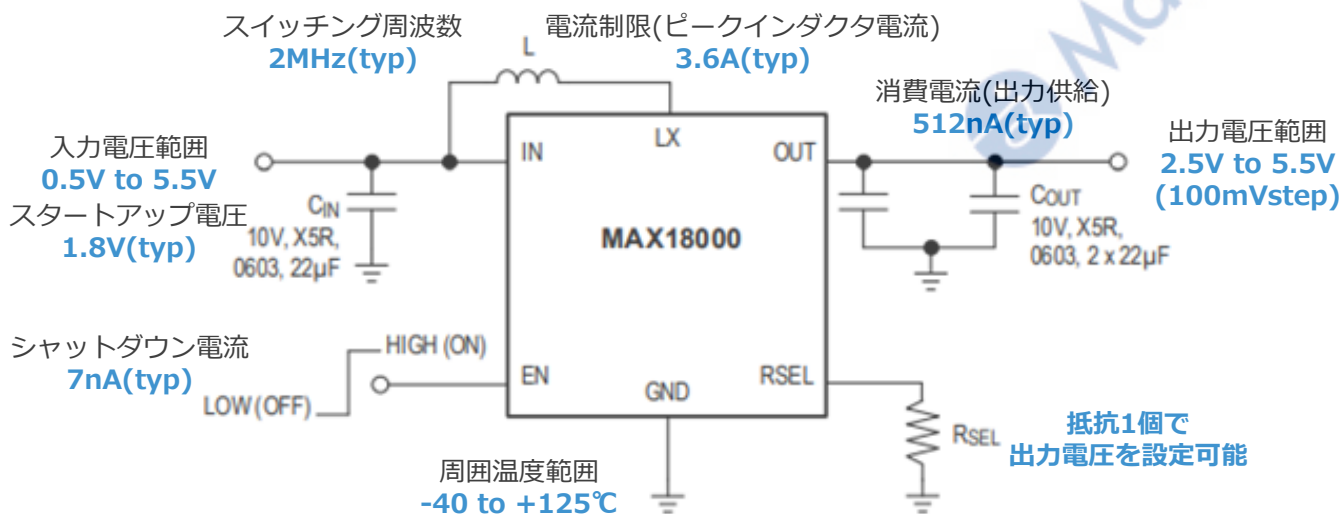 スイッチング周波数
2MHz(typ)
電流制限(ピークインダクタ電流)
3.6A(typ)
L
消費電流(出力供給)
512nA(typ)
入力電圧範囲
0.5V to 5.5V
スタートアップ電圧
1.8V(typ)
出力電圧範囲
2.5V to 5.5V
(100mVstep)
IN
LX
OUT
CIN
10V, X5R,
0603, 22µF
MAX18000
COUT
10V, X5R,
0603, 2 x 22µF
シャットダウン電流
7nA(typ)
HIGH (ON)
LOW (OFF)
EN
GND
RSEL
RSEL
抵抗1個で
出力電圧を設定可能
周囲温度範囲
-40 to +125℃